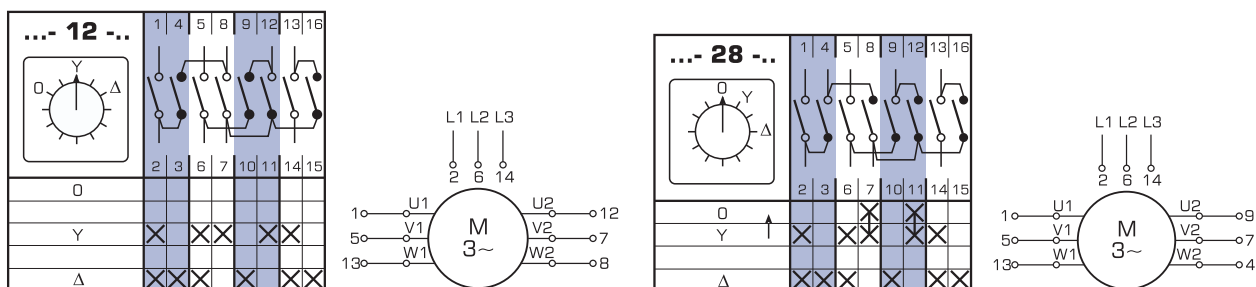 ...- 12 -..
1 4 5 8 9 12 13 16
Y
0 Δ
2 3 6 7 10 11 14 15
0
Y X X X X X
Δ X X X X X X
L1 L2 L3
2 6 14
1 U1 U2 12
5 V1 M V2 7
13 W1 3~ W2 8
...- 28 -..
1 4 5 8 9 12 13 16
0
Y
Δ
2 3 6 7 10 11 14 15
0 X X
Y X X X X X
Δ X X X X X X
L1 L2 L3
2 6 14
1 U1 U2 9
5 V1 M V2 7
13 W1 3~ W2 4